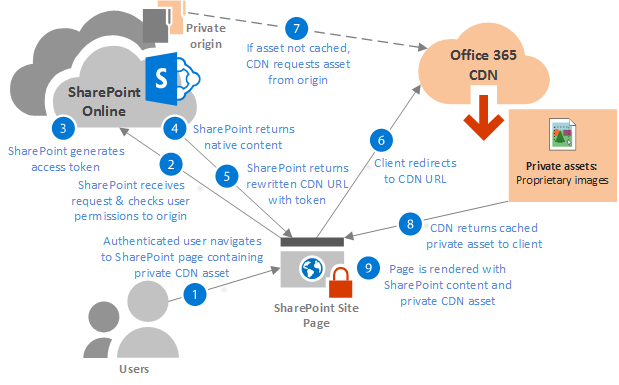 Private
origin
7
If asset not cached,
CDN requests asset
from origin
Office 365
CDN
S
SharePoint
Online
3
SharePoint generates
access token
4
SharePoint returns
native content
2
SharePoint receives
request & checks user
permissions to origin
5
SharePoint returns
rewritten CDN URL
with token
6
Client redirects
to CDN URL
Private assets:
Proprietary images
8
CDN returns cached
private asset to client
Authenticated user navigates
to SharePoint page containing
private CDN asset
1
9
Page is rendered with
SharePoint content and
private CDN asset
SharePoint Site
Page
Users